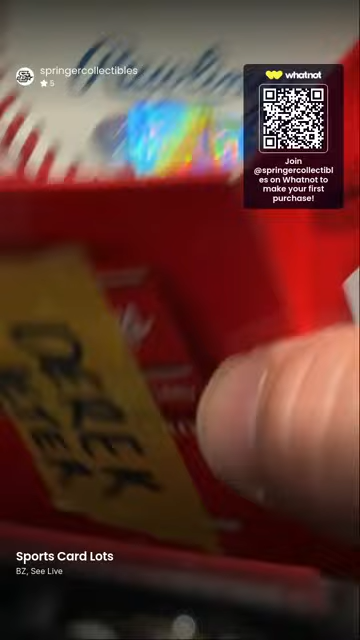 springercollectibles
★ 5
whatnot
Join
@springercollectibl
es on Whatnot to
make your first
purchase!
DEREK
JETER
Sports Card Lots
BZ, See Live